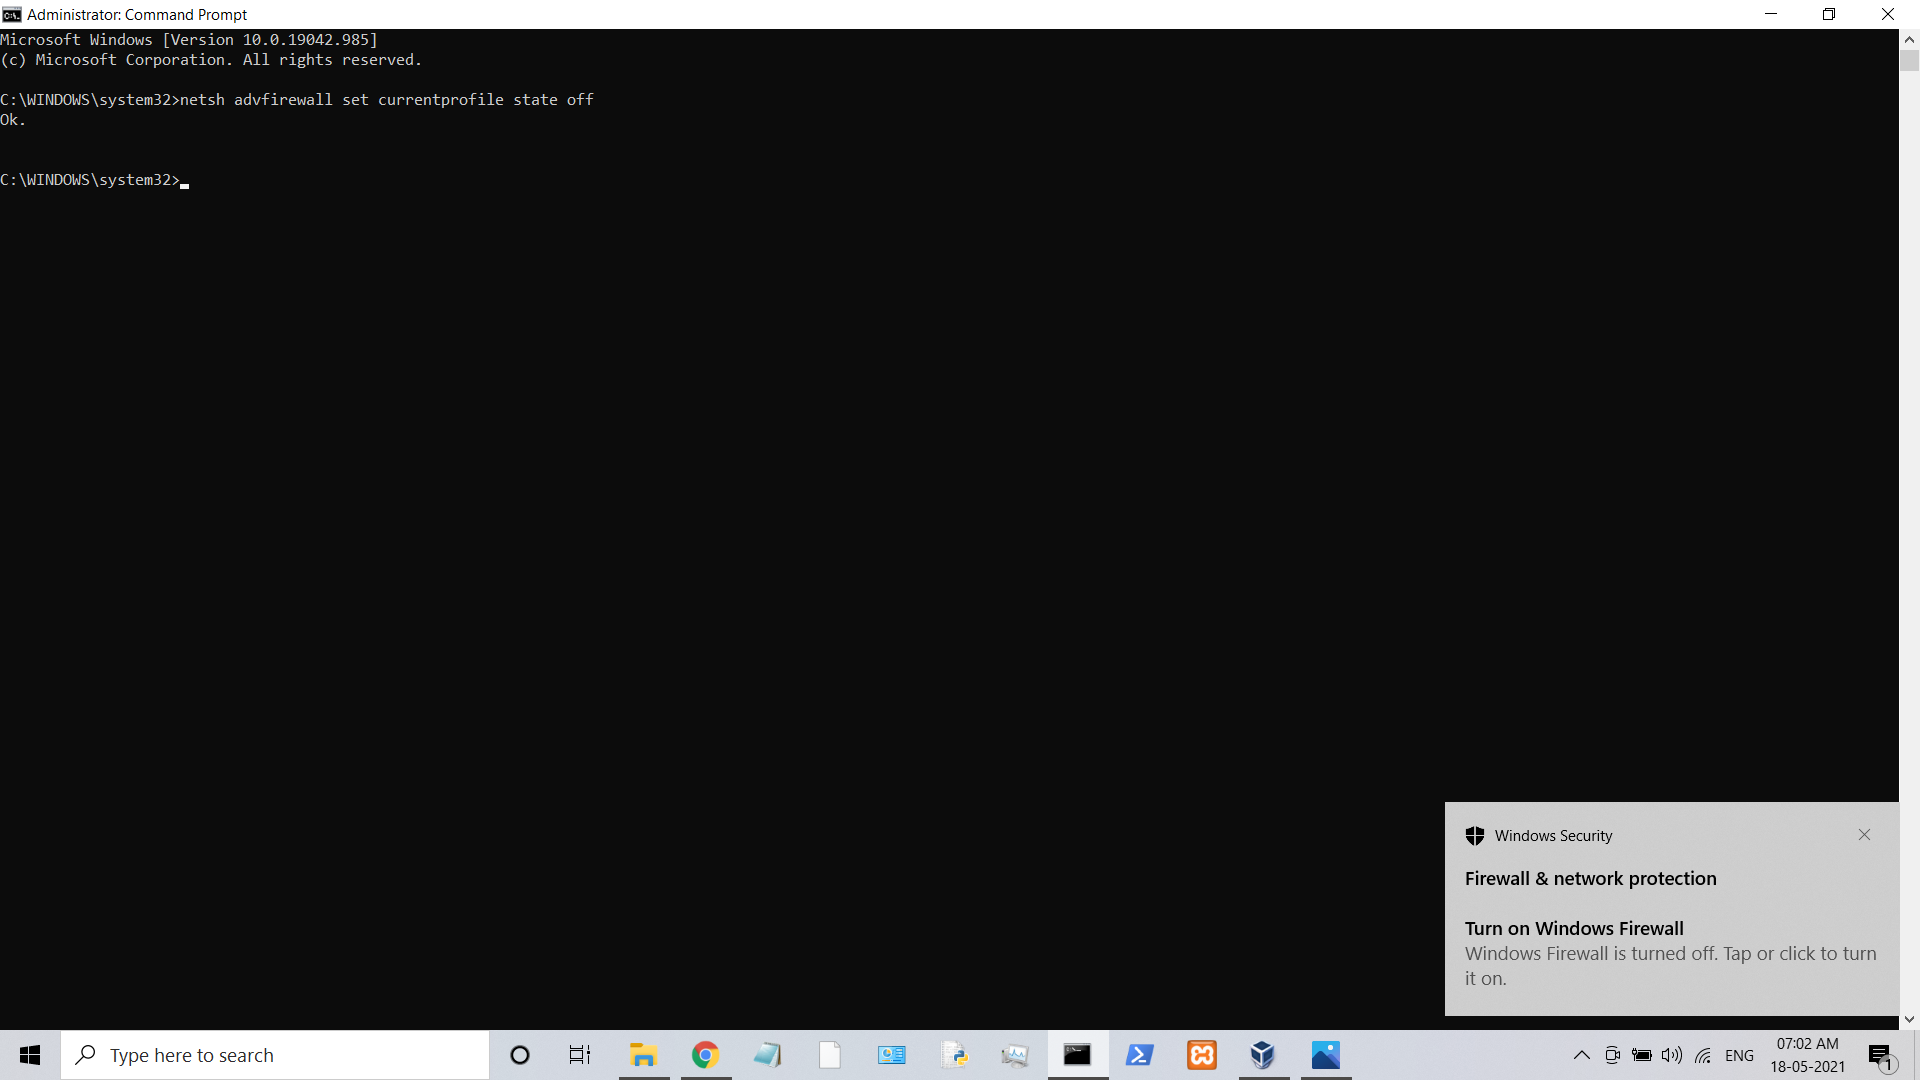 Administrator: Command Prompt
Microsoft Windows [Version 10.0.19042.985]
(c) Microsoft Corporation. All rights reserved.
C:\WINDOWS\system32>netsh advfirewall set currentprofile state off
Ok.
C:\WINDOWS\system32>
Windows Security
Firewall & network protection
Turn on Windows Firewall
Windows Firewall is turned off. Tap or click to turn
it on.
Type here to search
ENG
07:02 AM
18-05-2021
1